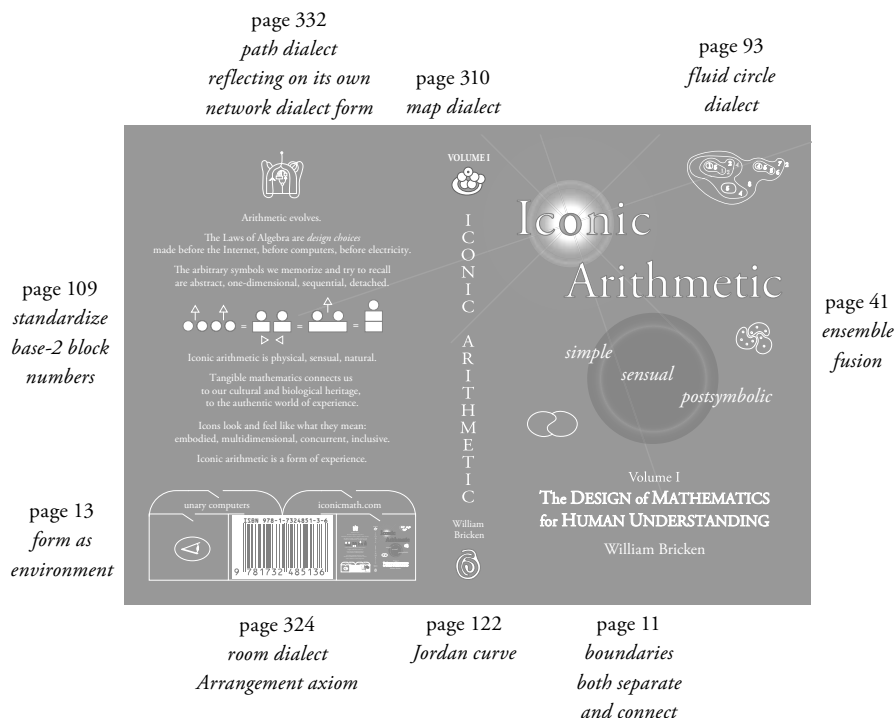 page 332
path dialect
reflecting on its own
network dialect form
page 310
map dialect
page 93
fluid circle
dialect
page 109
standardize
base-2 block
numbers
Arithmetic evolves.
The Laws of Algebra are design choices
made before the Internet, before computers, before electricity.
The arbitrary symbols we memorize and try to recall
are abstract, one-dimensional, sequential, detached.
= = =
Iconic arithmetic is physical, sensual, natural.
Tangible mathematics connects us
to our cultural and biological heritage,
to the authentic world of experience.
Icons look and feel like what they mean:
embodied, multidimensional, concurrent, inclusive.
Iconic arithmetic is a form of experience.
unary computers
iconicmath.com
ISBN 978-1-7324851-3-6
9 781732 485136
VOLUME I
ICONIC
ARITHMETIC
William
Bricken
Iconic
Arithmetic
simple
sensual
postsymbolic
Volume I
The DESIGN of MATHEMATICS
for HUMAN UNDERSTANDING
William Bricken
page 41
ensemble
fusion
page 13
form as
environment
page 324
room dialect
Arrangement axiom
page 122
Jordan curve
page 11
boundaries
both separate
and connect